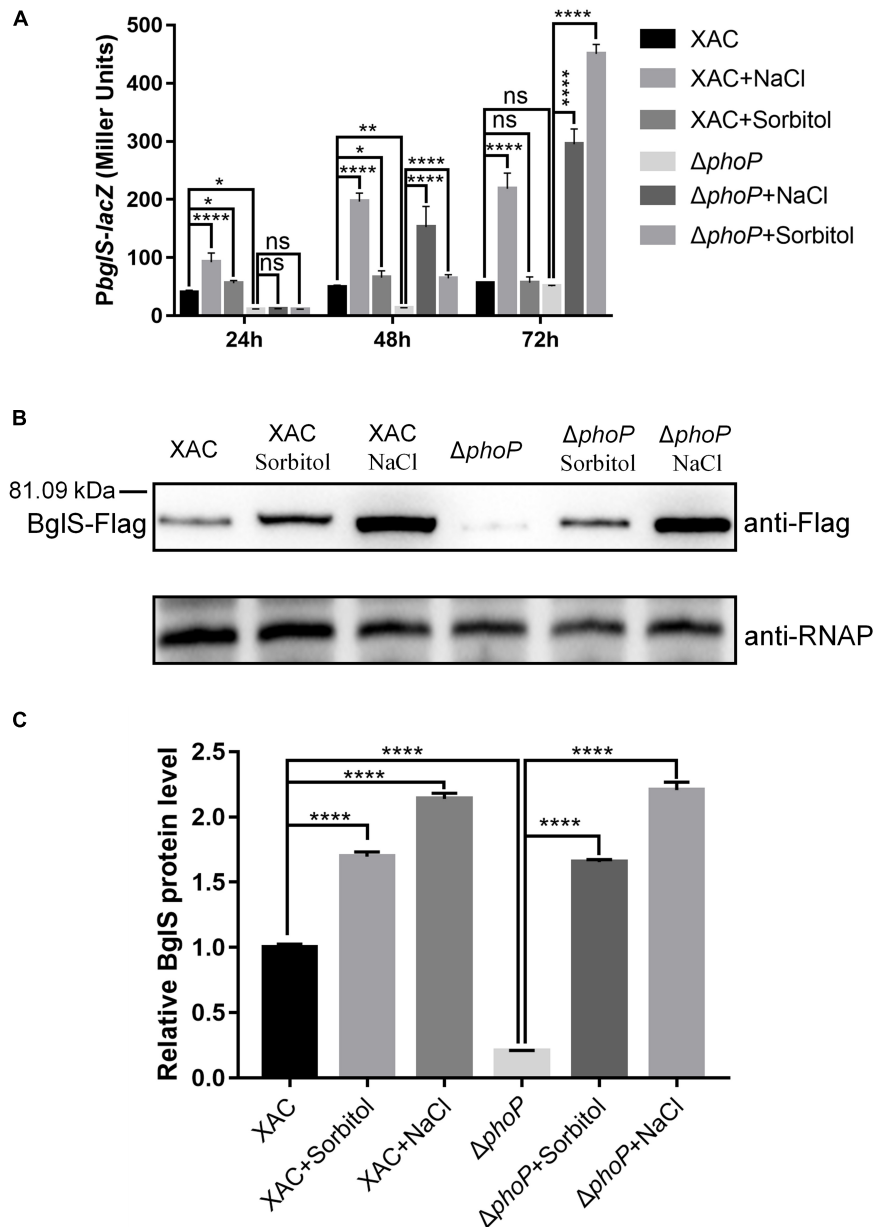 A
PbglS-lacZ (Miller Units)
500
400
300
200
100
0
24h
48h
72h
*
*
****
ns
ns
**
*
****
****
****
ns
ns
****
****
****
XAC
XAC+NaCl
XAC+Sorbitol
ΔphoP
ΔphoP+NaCl
ΔphoP+Sorbitol
B
XAC
XAC Sorbitol
XAC NaCl
ΔphoP
ΔphoP Sorbitol
ΔphoP NaCl
81.09 kDa
BglS-Flag
anti-Flag
anti-RNAP
C
Relative BglS protein level
2.5
2.0
1.5
1.0
0.5
0.0
****
****
****
****
****
XAC
XAC+Sorbitol
XAC+NaCl
ΔphoP
ΔphoP+Sorbitol
ΔphoP+NaCl